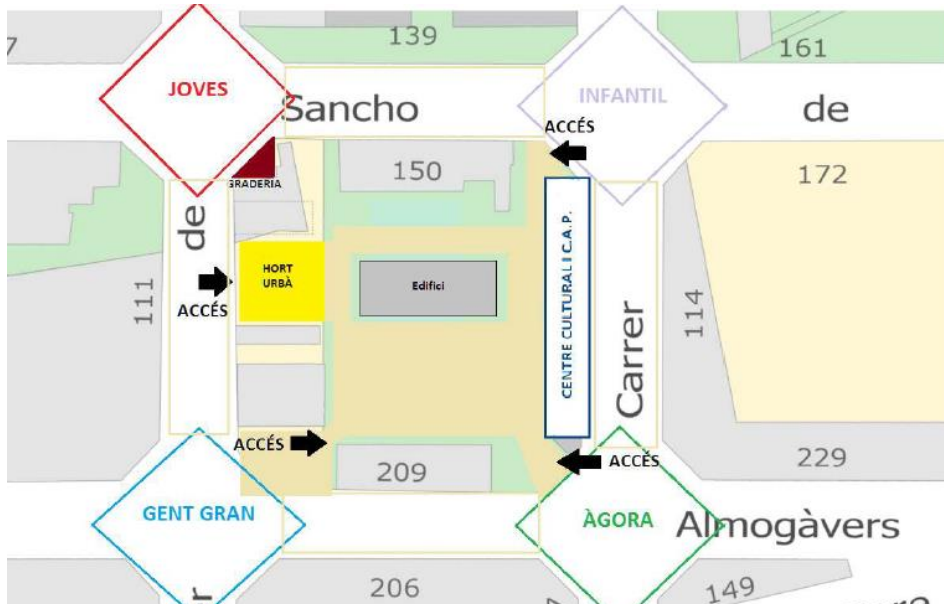 139
161
7
JOVES
INFANTIL
Sancho
de
ACCÉS
150
172
GRADERIA
de
HORT
URBÀ
Edifici
CENTRE CULTURAL I C.A.P.
111
ACCÉS
114
Carrer
ACCÉS
209
ACCÉS
229
GENT GRAN
ÀGORA
Almogàvers
206
149
r